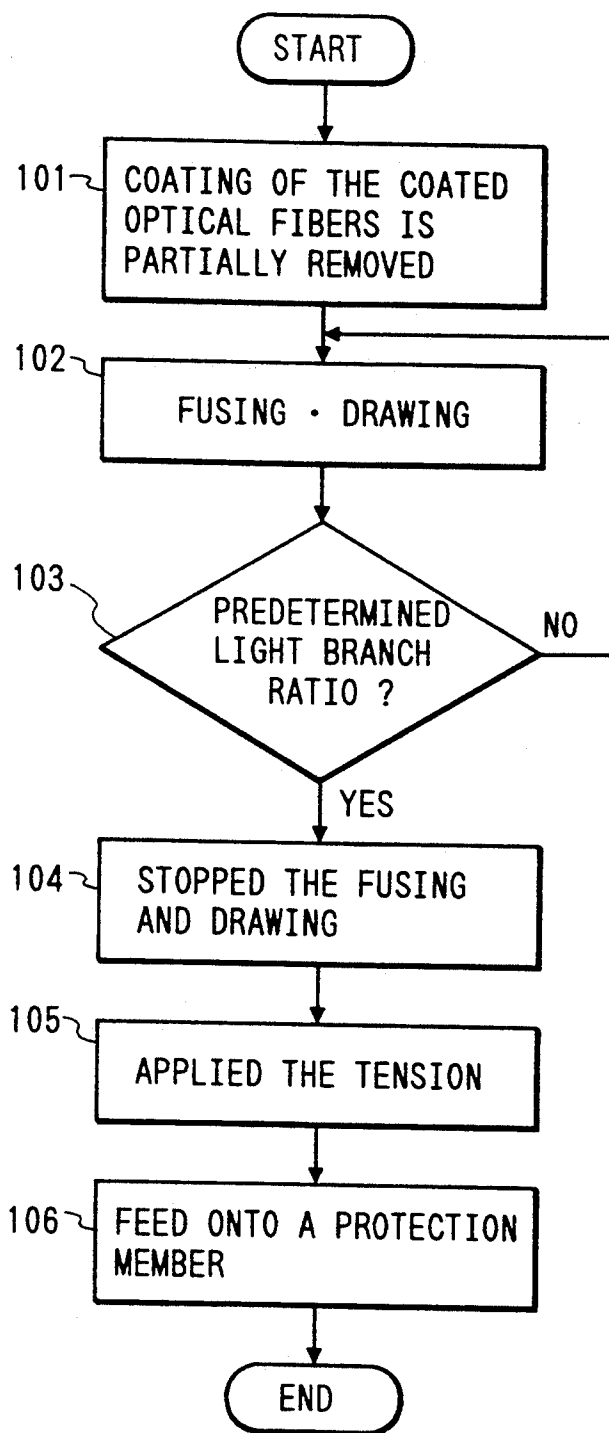 START
101
COATING OF THE COATED
OPTICAL FIBERS IS
PARTIALLY REMOVED
102
FUSING · DRAWING
103
PREDETERMINED
LIGHT BRANCH
RATIO ?
NO
YES
104
STOPPED THE FUSING
AND DRAWING
105
APPLIED THE TENSION
106
FEED ONTO A PROTECTION
MEMBER
END